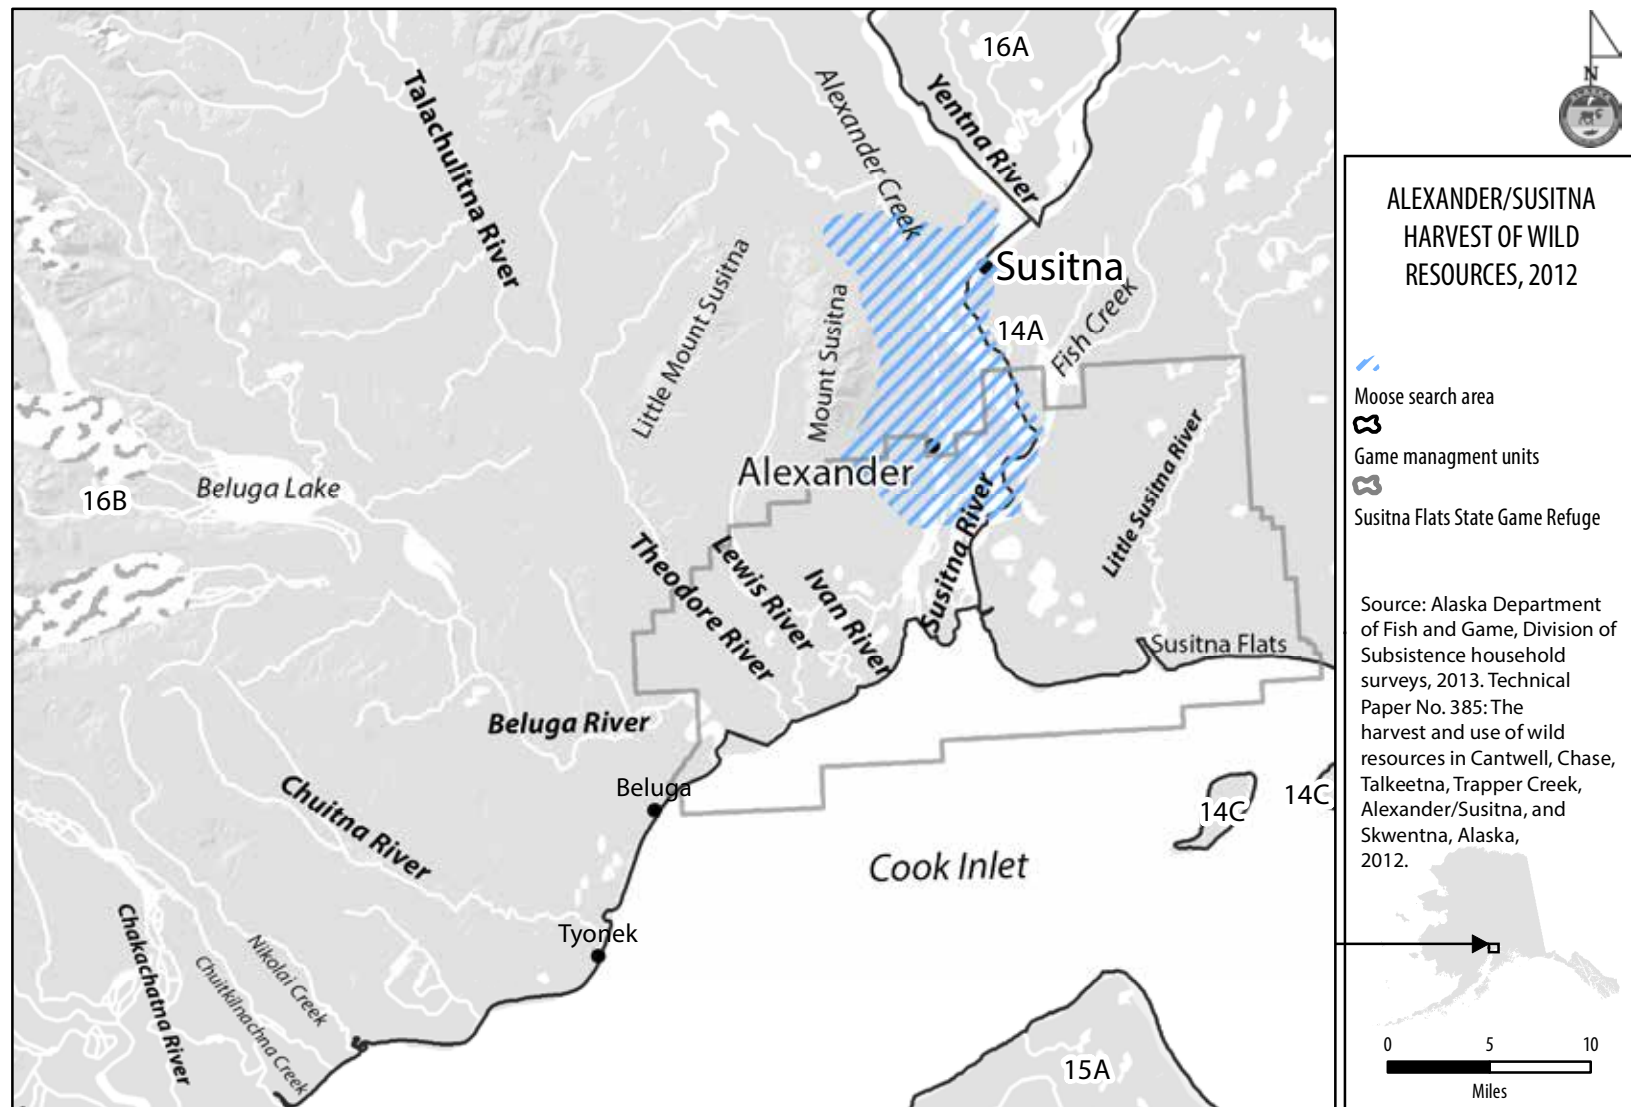 16A
Yentna River
Alexander Creek
Talachulitna River
N
ALASKA
ALEXANDER/SUSITNA
HARVEST OF WILD
RESOURCES, 2012
Susitna
14A
Fish Creek
Little Mount Susitna
Mount Susitna
Moose search area
Game managment units
Susitna Flats State Game Refuge
Alexander
Beluga Lake
16B
Little Susitna River
Susitna River
Theodore River
Lewis River
Ivan River
Susitna Flats
Source: Alaska Department
of Fish and Game, Division of
Subsistence household
surveys, 2013. Technical
Paper No. 385: The
harvest and use of wild
resources in Cantwell, Chase,
Talkeetna, Trapper Creek,
Alexander/Susitna, and
Skwentna, Alaska,
2012.
Beluga River
Beluga
14C
14C
Chuitna River
Cook Inlet
Tyonek
Chakachatna River
Nikolai Creek
Chuitkilnachna Creek
15A
0 5 10
Miles